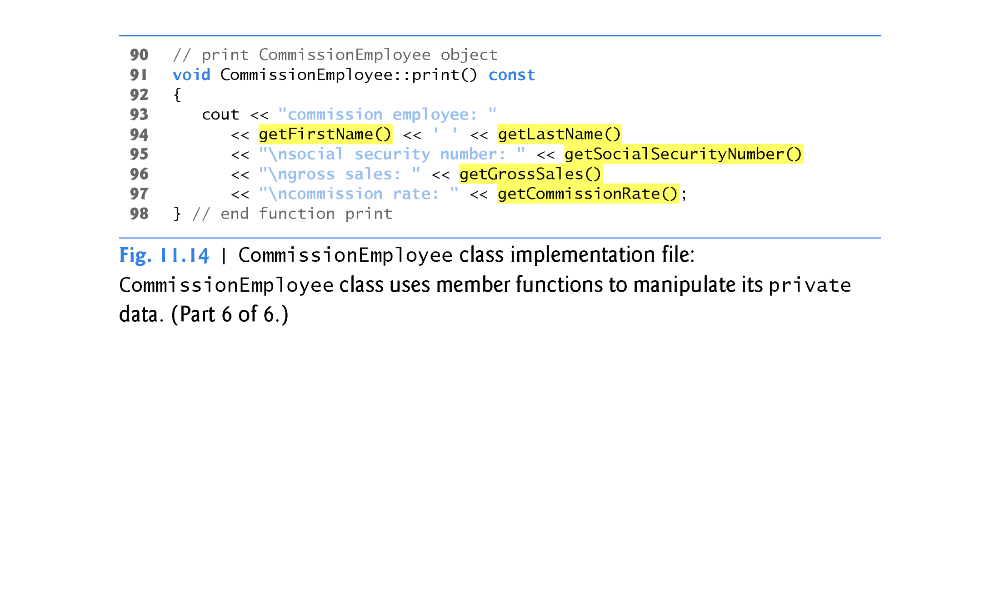 90 // print CommissionEmployee object
91 void CommissionEmployee::print() const
92 {
93 cout << "commission employee: "
94 << getFirstName() << ' ' << getLastName()
95 << "\nsocial security number: " << getSocialSecurityNumber()
96 << "\ngross sales: " << getGrossSales()
97 << "\ncommission rate: " << getCommissionRate();
98 } // end function print
Fig. 11.14 | CommissionEmployee class implementation file:
CommissionEmployee class uses member functions to manipulate its private
data. (Part 6 of 6.)